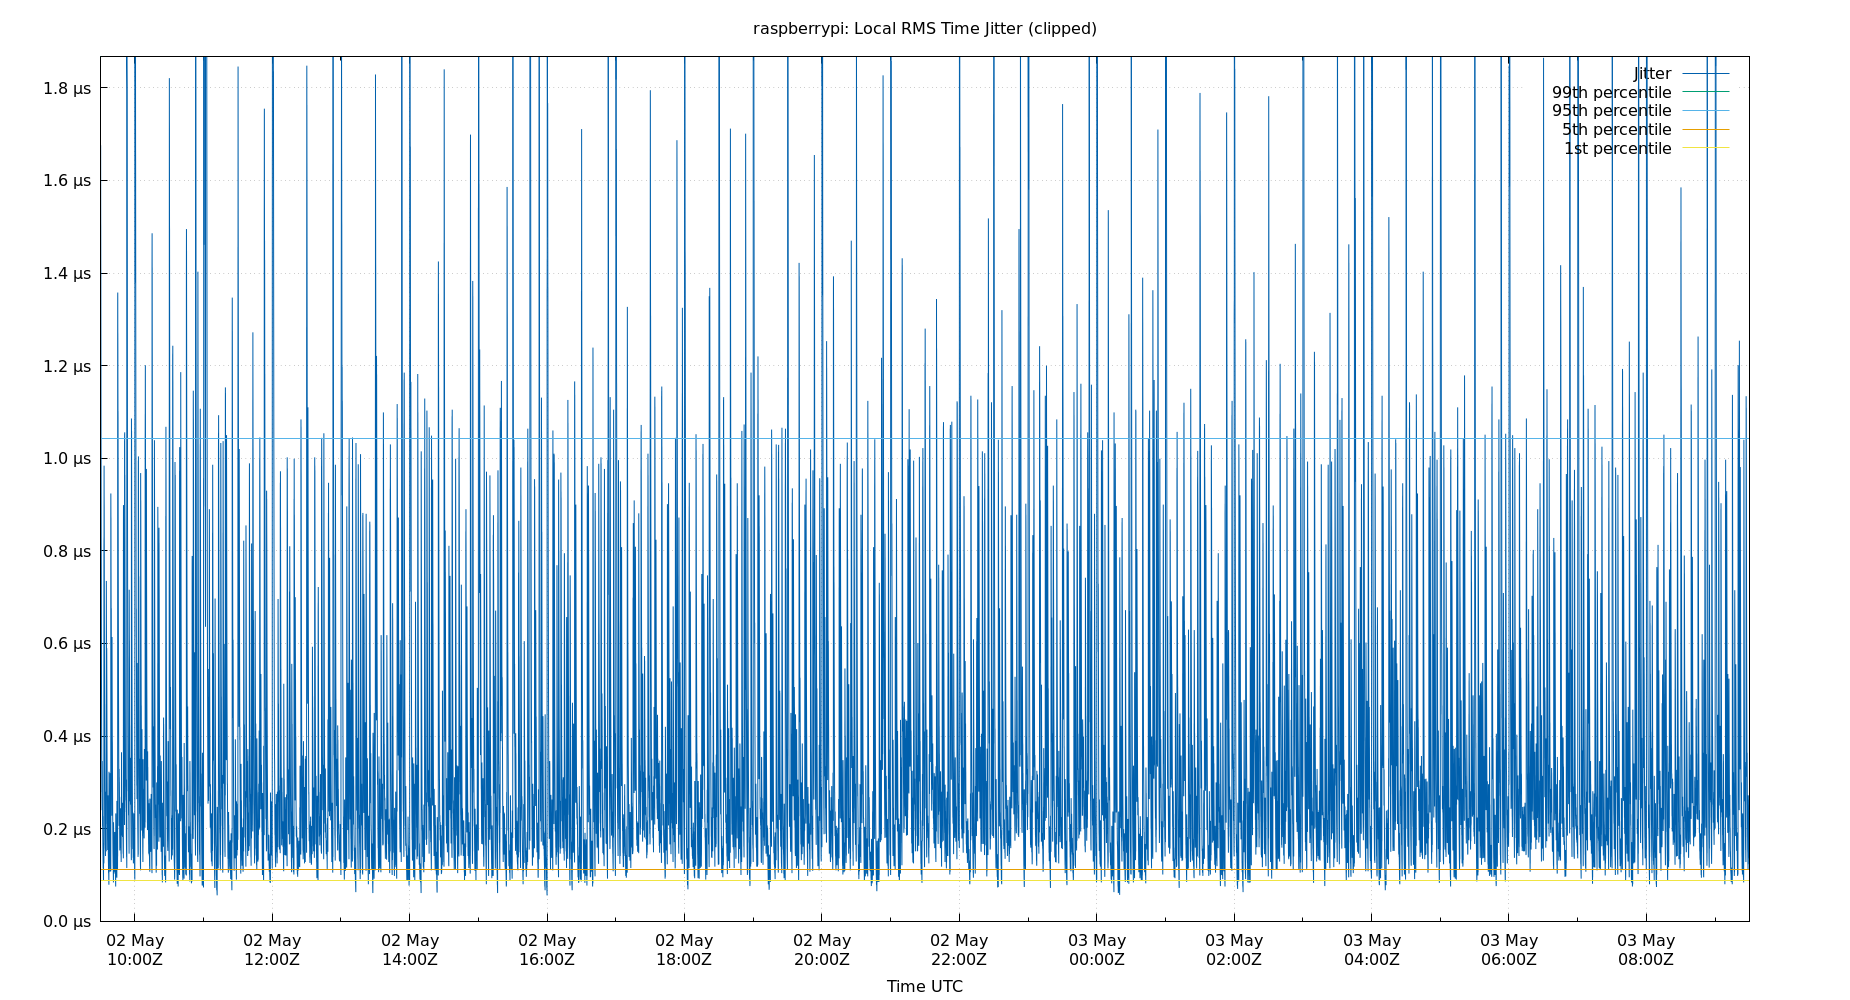 raspberrypi: Local RMS Time Jitter (clipped)
Jitter
99th percentile
95th percentile
5th percentile
1st percentile
1.8 µs
1.6 µs
1.4 µs
1.2 µs
1.0 µs
0.8 µs
0.6 µs
0.4 µs
0.2 µs
0.0 µs
02 May 02 May 02 May 02 May 02 May 02 May 02 May 03 May 03 May 03 May 03 May 03 May
10:00Z 12:00Z 14:00Z 16:00Z 18:00Z 20:00Z 22:00Z 00:00Z 02:00Z 04:00Z 06:00Z 08:00Z
Time UTC